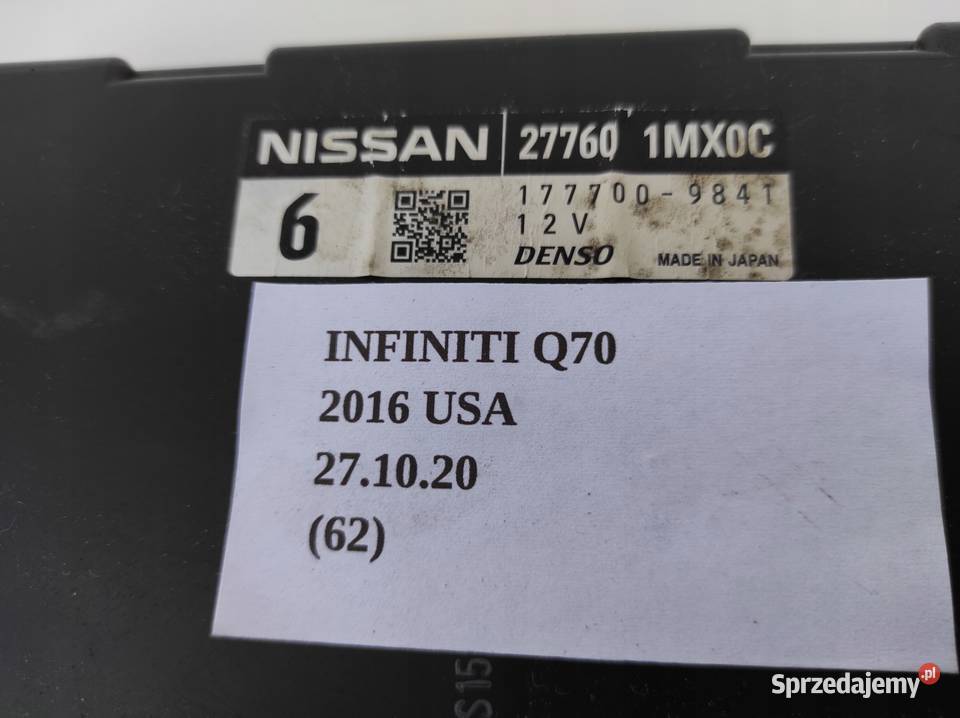 NISSAN 27760 1MX0C
6
177700-9841
12V
DENSO MADE IN JAPAN
INFINITI Q70
2016 USA
27.10.20
(62)
S15
Sprzedajemy.pl